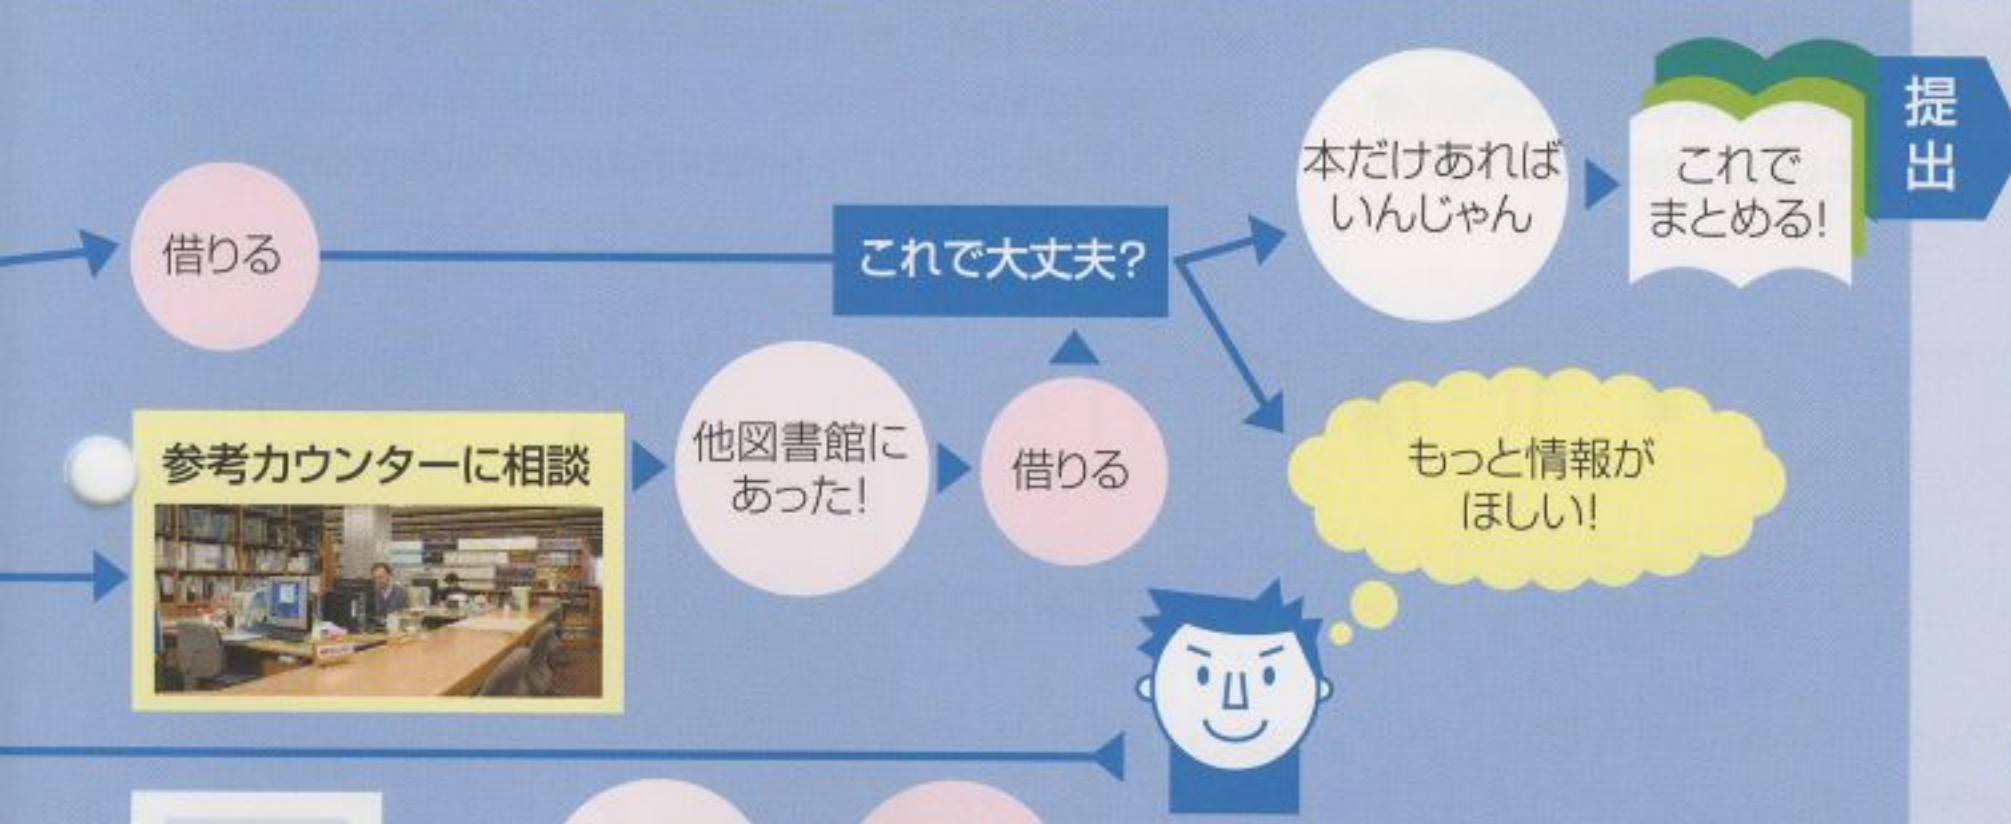 借りる
これで大丈夫?
本だけあれば
いんじゃん
これで
まとめる!
提出
参考カウンターに相談
他図書館に
あった!
借りる
もっと情報が
ほしい!